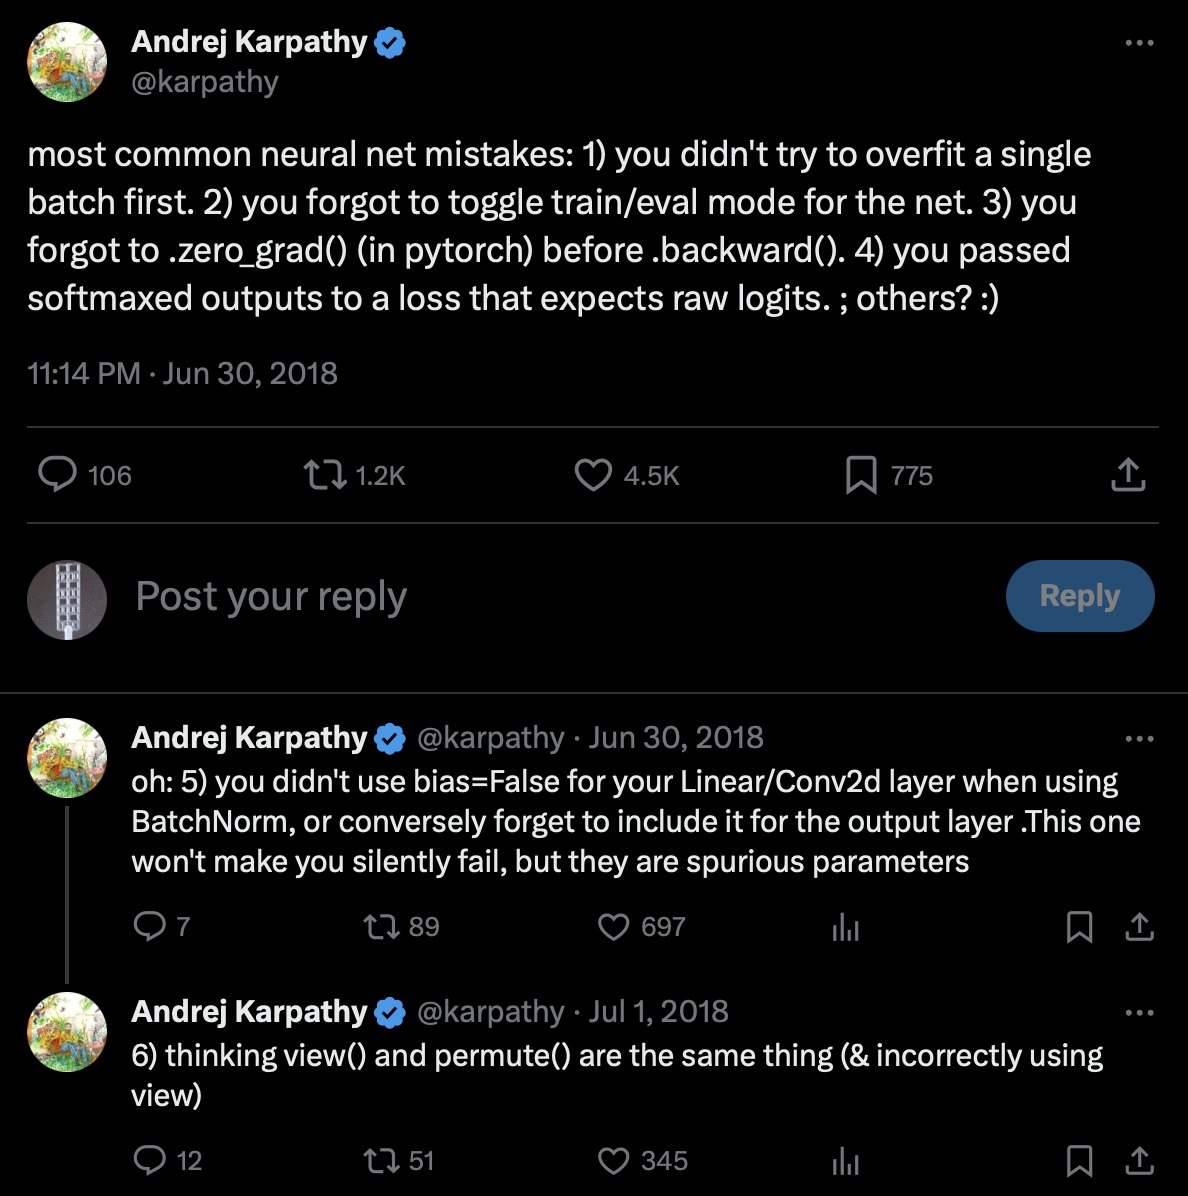 Andrej Karpathy
@karpathy
most common neural net mistakes: 1) you didn't try to overfit a single
batch first. 2) you forgot to toggle train/eval mode for the net. 3) you
forgot to .zero_grad() (in pytorch) before .backward(). 4) you passed
softmaxed outputs to a loss that expects raw logits. ; others? :)
11:14 PM · Jun 30, 2018
106 1.2K 4.5K 775
Post your reply Reply
Andrej Karpathy @karpathy · Jun 30, 2018
oh: 5) you didn't use bias=False for your Linear/Conv2d layer when using
BatchNorm, or conversely forget to include it for the output layer .This one
won't make you silently fail, but they are spurious parameters
7 89 697
Andrej Karpathy @karpathy · Jul 1, 2018
6) thinking view() and permute() are the same thing (& incorrectly using
view)
12 51 345